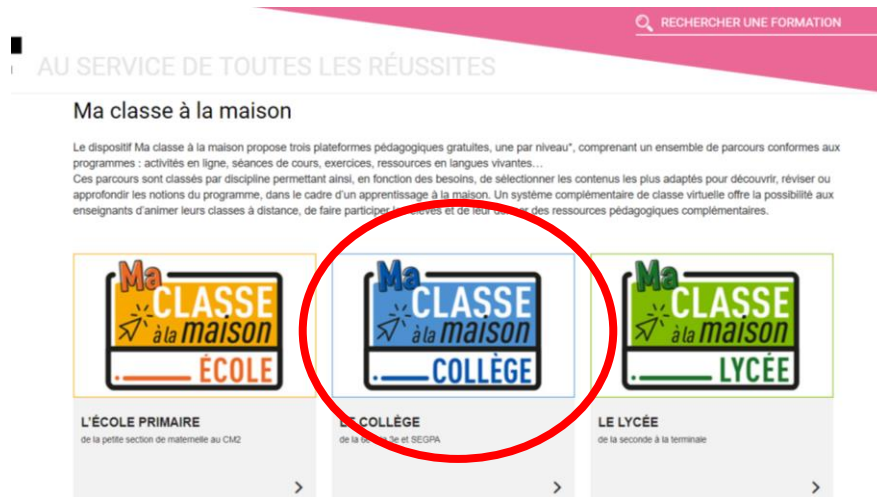 RECHERCHER UNE FORMATION
AU SERVICE DE TOUTES LES RÉUSSITES
Ma classe à la maison
Le dispositif Ma classe à la maison propose trois plateformes pédagogiques gratuites, une par niveau*, comprenant un ensemble de parcours conformes aux
programmes : activités en ligne, séances de cours, exercices, ressources en langues vivantes…
Ces parcours sont classés par discipline permettant ainsi, en fonction des besoins, de sélectionner les contenus les plus adaptés pour découvrir, réviser ou
approfondir les notions du programme, dans le cadre d'un apprentissage à la maison. Un système complémentaire de classe virtuelle offre la possibilité aux
enseignants d'animer leurs classes à distance, de faire participer les élèves et de leur des ressources pédagogiques complémentaires.
Ma
CLASSE
à la maison
ÉCOLE
Ma
CLASSE
à la maison
COLLÈGE
Ma
CLASSE
à la maison
LYCÉE
L'ÉCOLE PRIMAIRE
de la petite section de maternelle au CM2
LE COLLÈGE
de la 3e et SEGPA
LE LYCÉE
de la seconde à la terminale